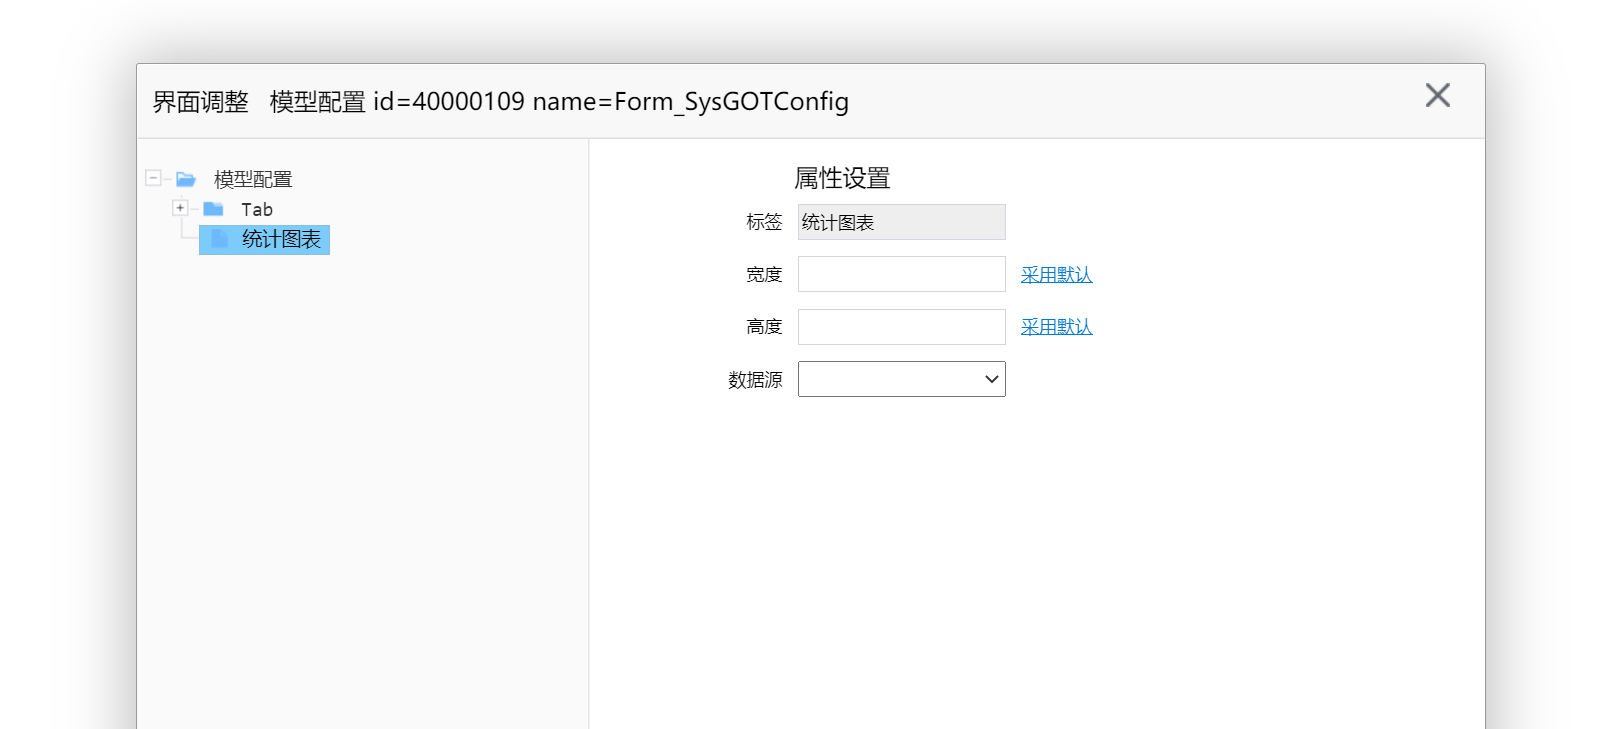 界面调整 模型配置 id=40000109 name=Form_SysGOTConfig
模型配置
Tab
统计图表
属性设置
标签 统计图表
宽度 采用默认
高度 采用默认
数据源